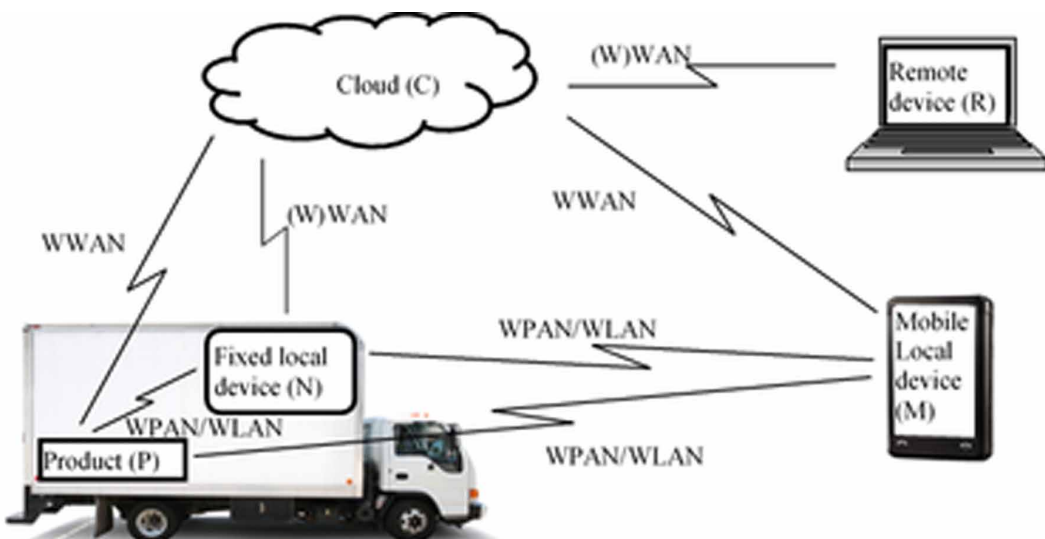 Cloud (C)
(W)WAN
Remote
device (R)
WWAN
(W)WAN
WWAN
Fixed local
device (N)
WPAN/WLAN
Mobile
Local
device
(M)
WPAN/WLAN
Product (P)
WPAN/WLAN